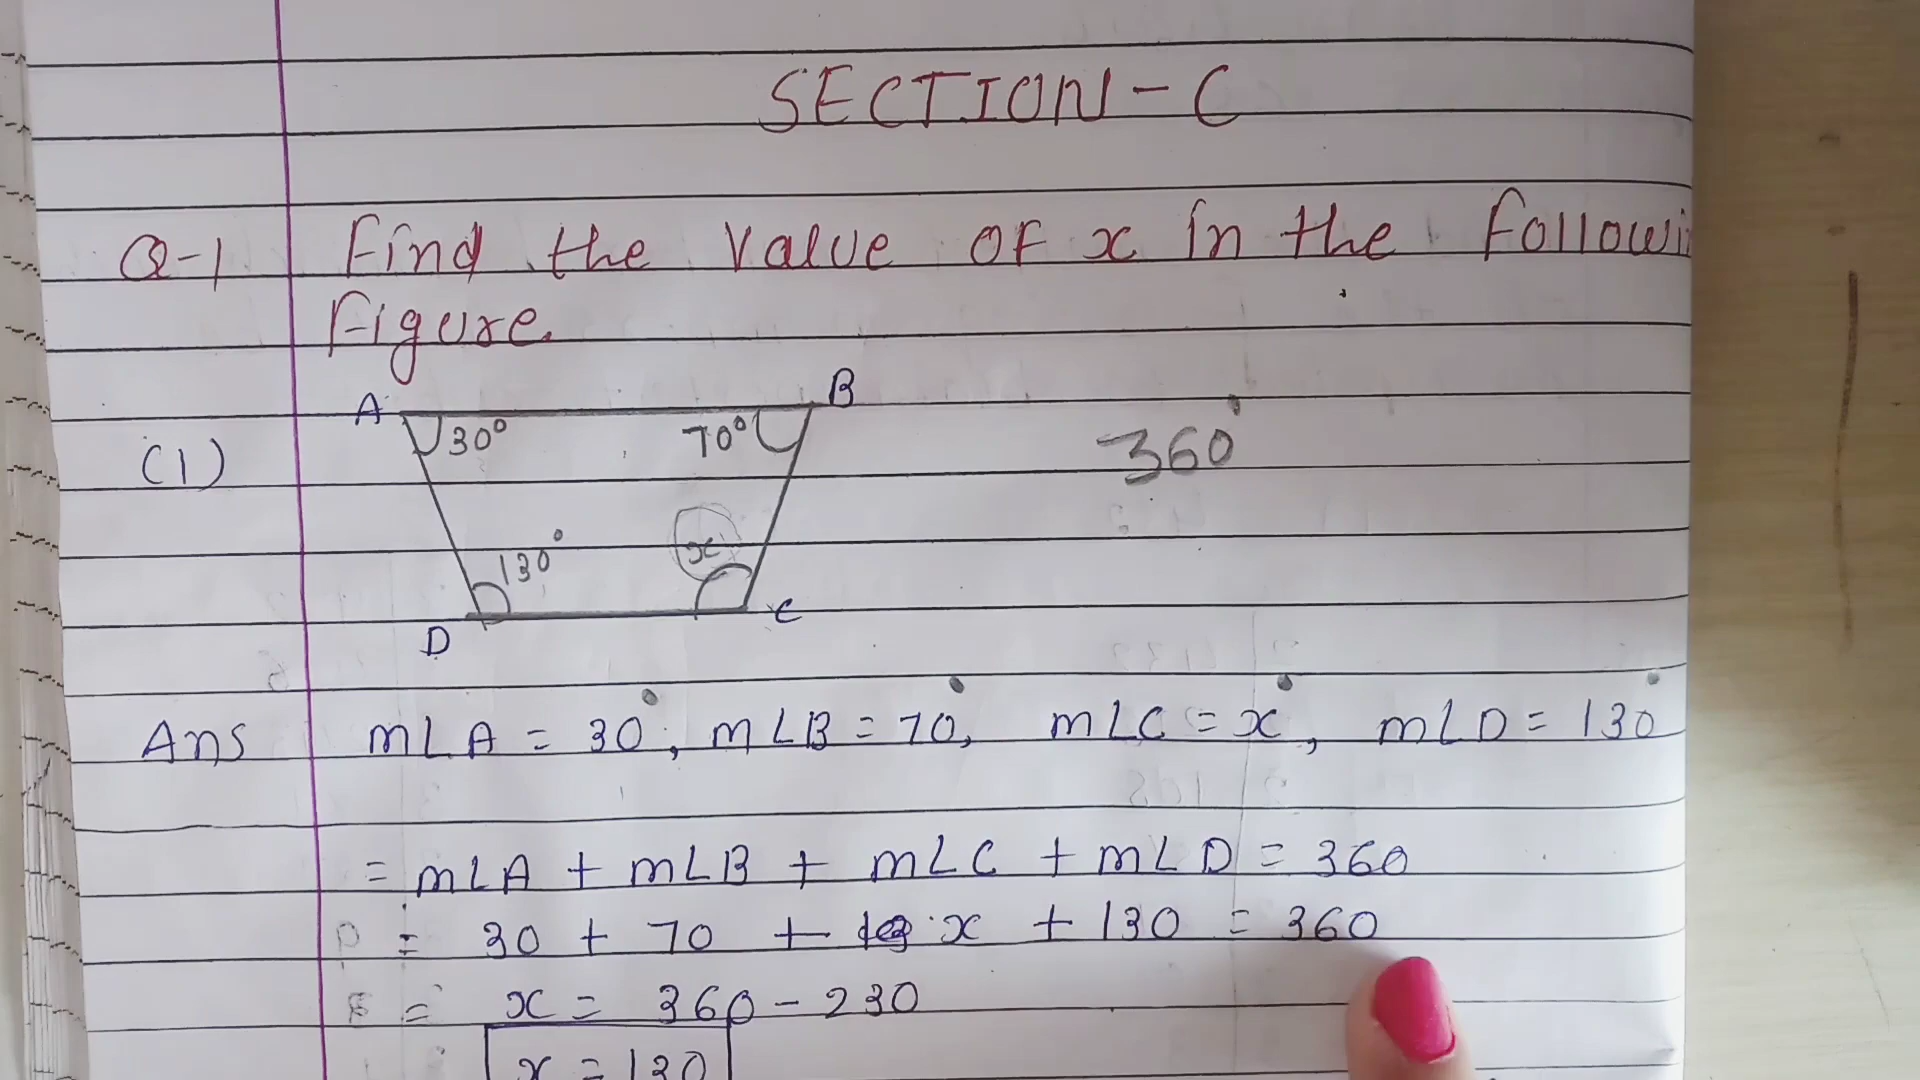 SECTION - C
Q-1 Find the value of x in the followi
Figure.
A B
(1) 30° 70° 360°
130° x
D C
Ans m∠A = 30°, m∠B = 70°, m∠C = x°, m∠D = 130°
= m∠A + m∠B + m∠C + m∠D = 360
= 30 + 70 + x + 130 = 360
= x = 360 - 230
x = 130